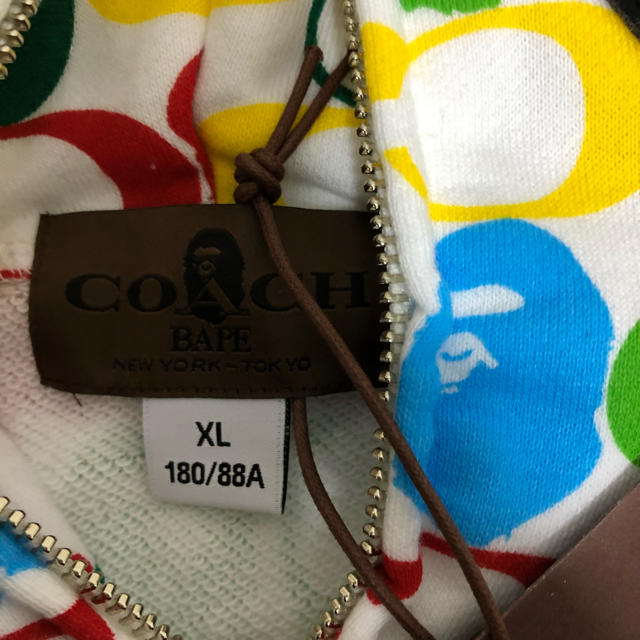 COACH
BAPE
NEW YORK - TOKYO
XL
180/88A